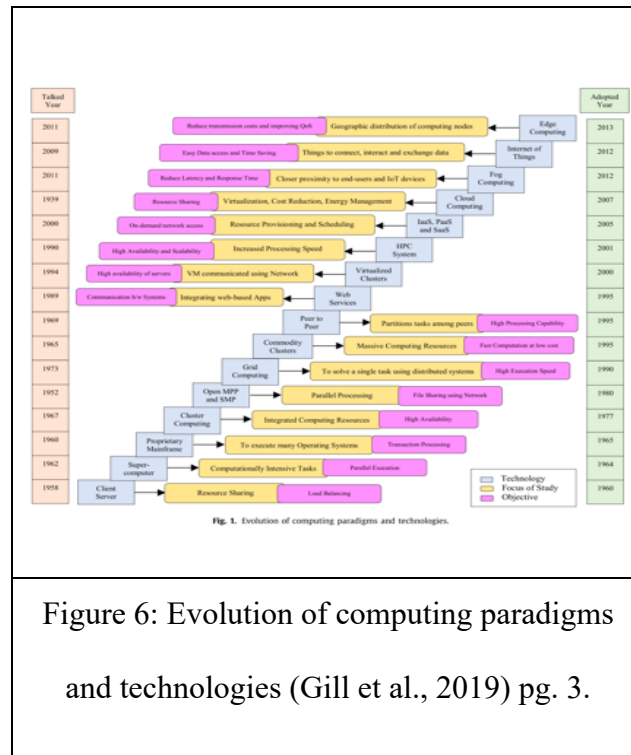 Talked
Year
Adopted
Year
2011
Reduce transmission costs and improving QoS
Geographic distribution of computing nodes
Edge
Computing
2013
2009
Easy Data access and Time Saving
Things to connect, interact and exchange data
Internet of
Things
2012
2011
Reduce Latency and Response Time
Closer proximity to end-users and IoT devices
Fog
Computing
2012
1939
Resource Sharing
Virtualization, Cost Reduction, Energy Management
Cloud
Computing
2007
2000
On-demand network access
Resource Provisioning and Scheduling
IaaS, PaaS
and SaaS
2005
1990
High Availability and Scalability
Increased Processing Speed
HPC
System
2001
1994
High availability of servers
VM communicated using Network
Virtualized
Clusters
2000
1989
Communication b/w Systems
Integrating web-based Apps
Web
Services
1995
1969
Peer to
Peer
Partitions tasks among peers
High Processing Capability
1995
1965
Commodity
Clusters
Massive Computing Resources
Fast Computation at low cost
1995
1973
Grid
Computing
To solve a single task using distributed systems
High Execution Speed
1990
1952
Open MPP
and SMP
Parallel Processing
File Sharing using Network
1980
1967
Cluster
Computing
Integrated Computing Resources
High Availability
1977
1960
Proprietary
Mainframe
To execute many Operating Systems
Transaction Processing
1965
1962
Super-
computer
Computationally Intensive Tasks
Parallel Execution
1964
1958
Client
Server
Resource Sharing
Load Balancing
1960
Technology
Focus of Study
Objective
Fig. 1. Evolution of computing paradigms and technologies.
Figure 6: Evolution of computing paradigms
and technologies (Gill et al., 2019) pg. 3.